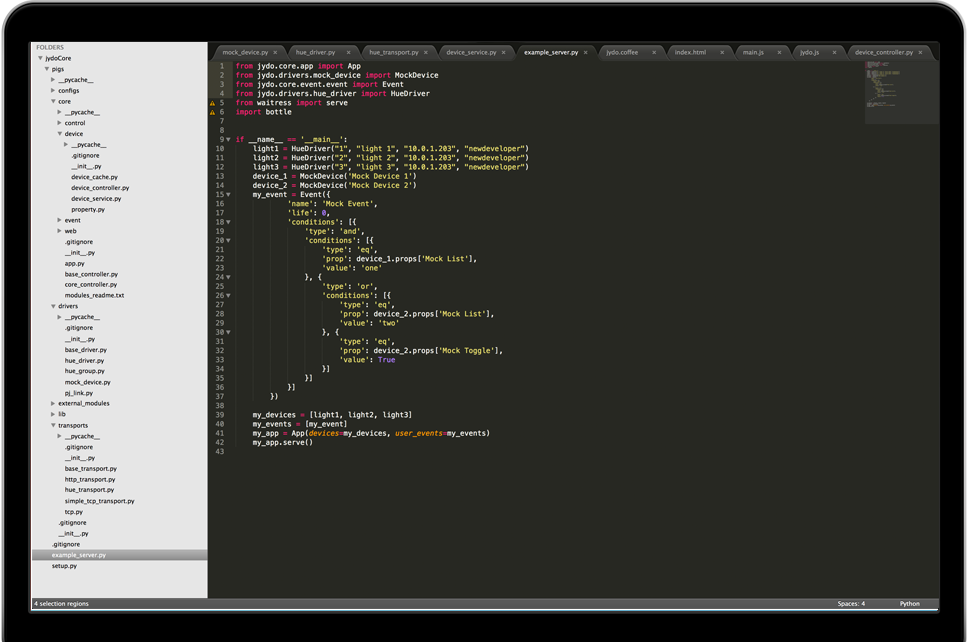 FOLDERS
jydoCore
pigs
__pycache__
configs
core
__pycache__
control
device
__pycache__
.gitignore
__init__.py
device_cache.py
device_controller.py
device_service.py
property.py
event
web
.gitignore
__init__.py
app.py
base_controller.py
core_controller.py
modules_readme.txt
drivers
__pycache__
.gitignore
__init__.py
base_driver.py
hue_driver.py
hue_group.py
mock_device.py
pj_link.py
external_modules
lib
transports
__pycache__
.gitignore
__init__.py
base_transport.py
http_transport.py
hue_transport.py
simple_tcp_transport.py
tcp.py
.gitignore
__init__.py
.gitignore
example_server.py
setup.py
mock_device.py × hue_driver.py × hue_transport.py × device_service.py × example_server.py × jydo.coffee × index.html × main.js × jydo.js × device_controller.py ×
1 from jydo.core.app import App
2 from jydo.drivers.mock_device import MockDevice
3 from jydo.core.event.event import Event
4 from jydo.drivers.hue_driver import HueDriver
5 from waitress import serve
6 import bottle
7
8
9 if __name__ == '__main__':
10 light1 = HueDriver("1", "light 1", "10.0.1.203", "newdeveloper")
11 light2 = HueDriver("2", "light 2", "10.0.1.203", "newdeveloper")
12 light3 = HueDriver("3", "light 3", "10.0.1.203", "newdeveloper")
13 device_1 = MockDevice('Mock Device 1')
14 device_2 = MockDevice('Mock Device 2')
15 my_event = Event({
16 'name': 'Mock Event',
17 'life': 0,
18 'conditions': [{
19 'type': 'and',
20 'conditions': [{
21 'type': 'eq',
22 'prop': device_1.props['Mock List'],
23 'value': 'one'
24 }, {
25 'type': 'or',
26 'conditions': [{
27 'type': 'eq',
28 'prop': device_2.props['Mock List'],
29 'value': 'two'
30 }, {
31 'type': 'eq',
32 'prop': device_2.props['Mock Toggle'],
33 'value': True
34 }]
35 }]
36 }]
37 })
38
39 my_devices = [light1, light2, light3]
40 my_events = [my_event]
41 my_app = App(devices=my_devices, user_events=my_events)
42 my_app.serve()
43
4 selection regions Spaces: 4 Python